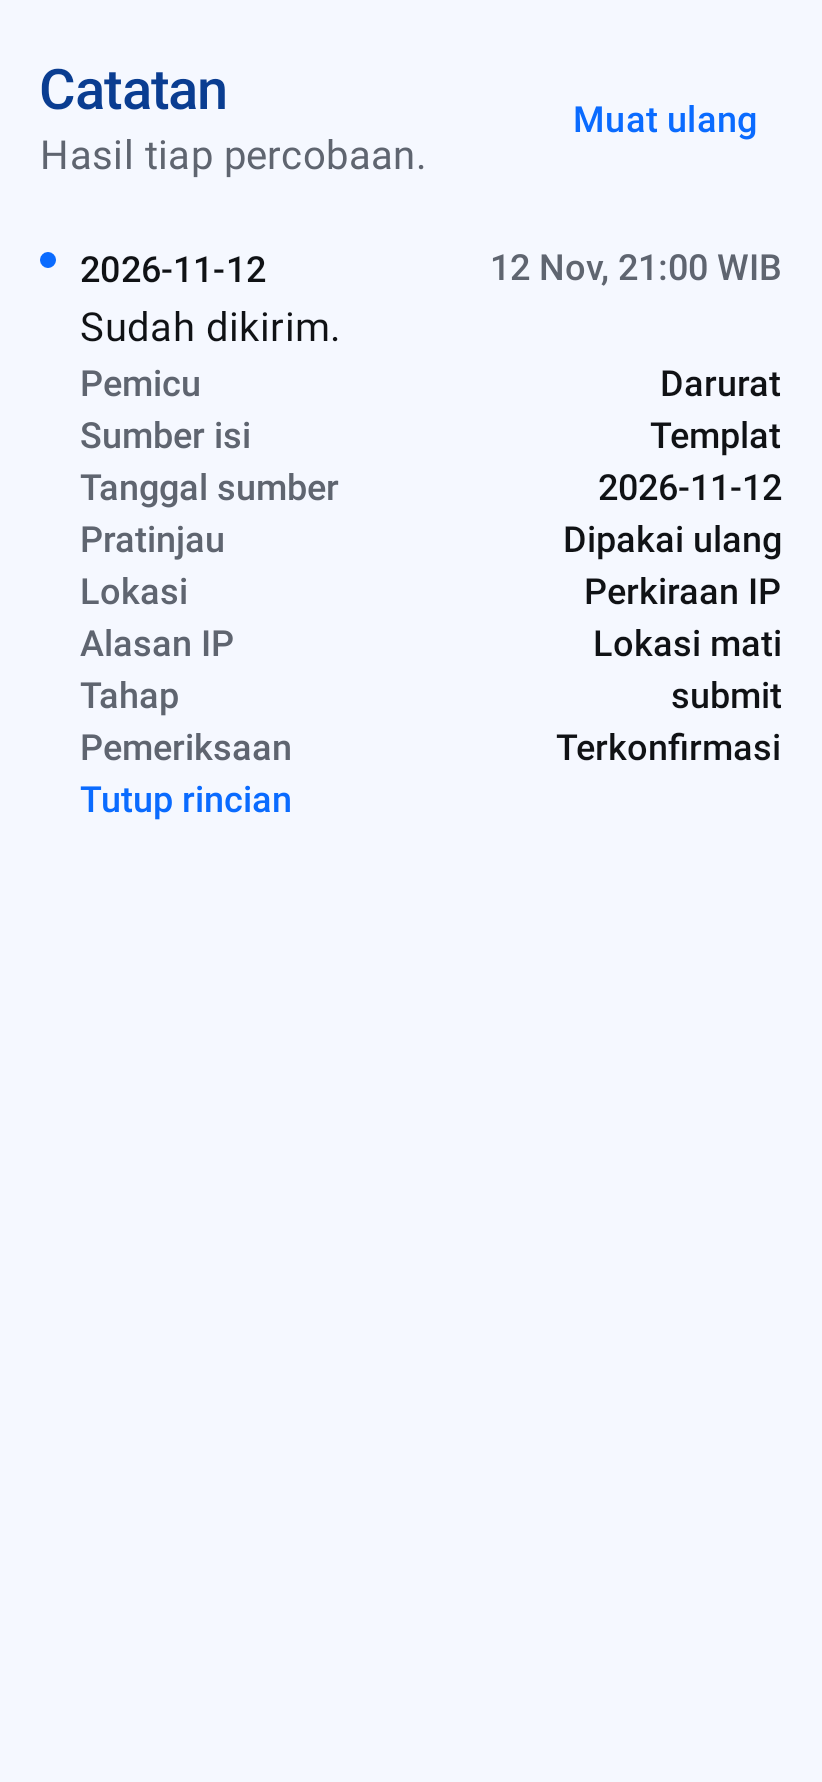 Catatan
Muat ulang
Hasil tiap percobaan.
2026-11-12
12 Nov, 21:00 WIB
Sudah dikirim.
Pemicu Darurat
Sumber isi Templat
Tanggal sumber 2026-11-12
Pratinjau Dipakai ulang
Lokasi Perkiraan IP
Alasan IP Lokasi mati
Tahap submit
Pemeriksaan Terkonfirmasi
Tutup rincian